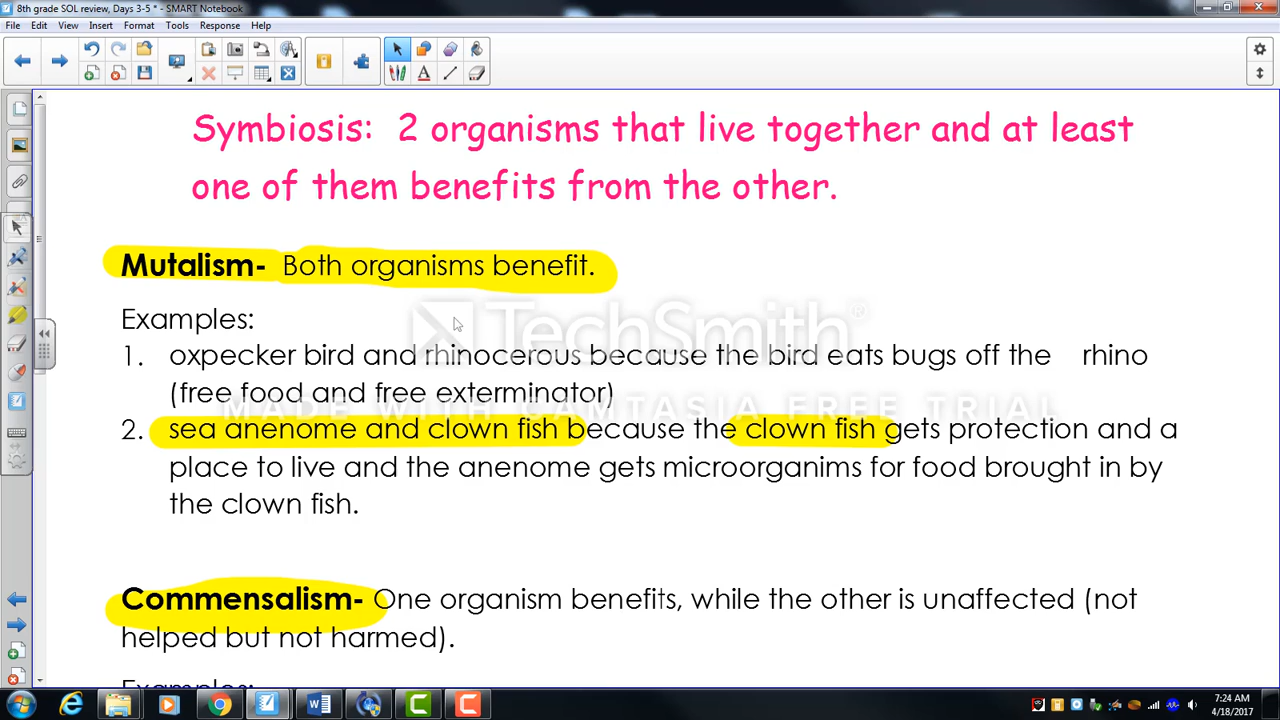 8th grade SOL review, Days 3-5 * - SMART Notebook
File Edit View Insert Format Tools Response Help
Symbiosis: 2 organisms that live together and at least
one of them benefits from the other.
Mutalism- Both organisms benefit.
Examples:
1. oxpecker bird and rhinocerous because the bird eats bugs off the rhino
(free food and free exterminator)
2. sea anenome and clown fish because the clown fish gets protection and a
place to live and the anenome gets microorganims for food brought in by
the clown fish.
Commensalism- One organism benefits, while the other is unaffected (not
helped but not harmed).
Examples:
TechSmith®
MADE WITH CAMTASIA FREE TRIAL
7:24 AM
4/18/2017